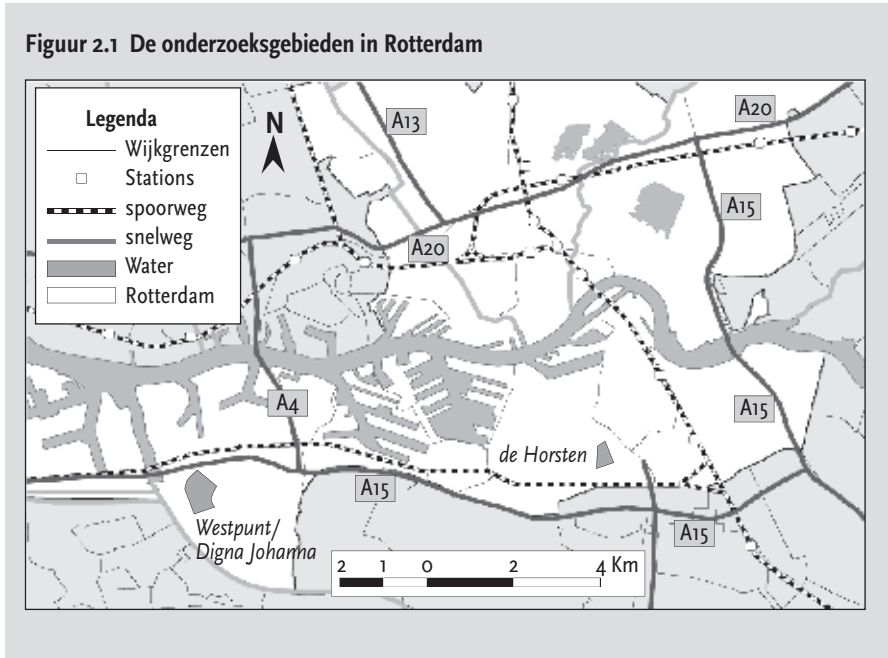 Figuur 2.1 De onderzoeksgebieden in Rotterdam
Legenda
Wijkgrenzen
Stations
spoorweg
snelweg
Water
Rotterdam
N
A13
A20
A15
A20
A4
A15
de Horsten
A15
Westpunt/
Digna Johanna
A15
2 1 0 2 4 Km